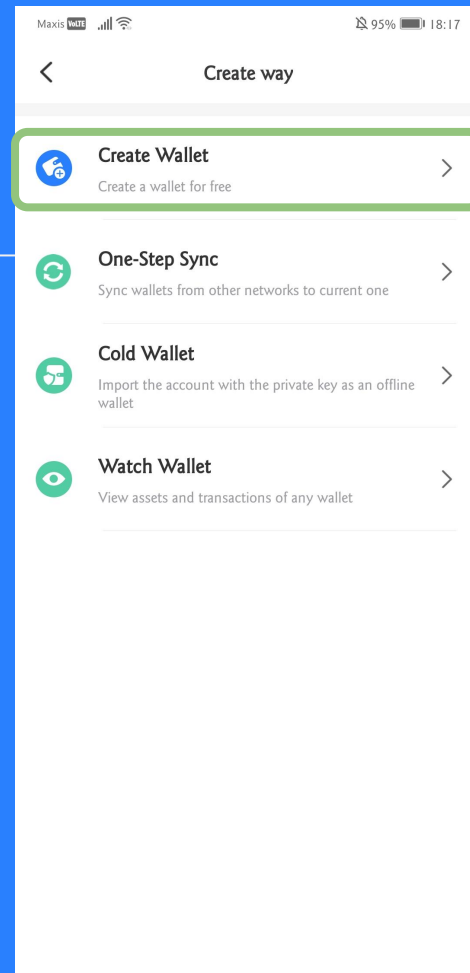 Maxis VoLTE 95% 18:17
Create way
Create Wallet
Create a wallet for free
One-Step Sync
Sync wallets from other networks to current one
Cold Wallet
Import the account with the private key as an offline
wallet
Watch Wallet
View assets and transactions of any wallet